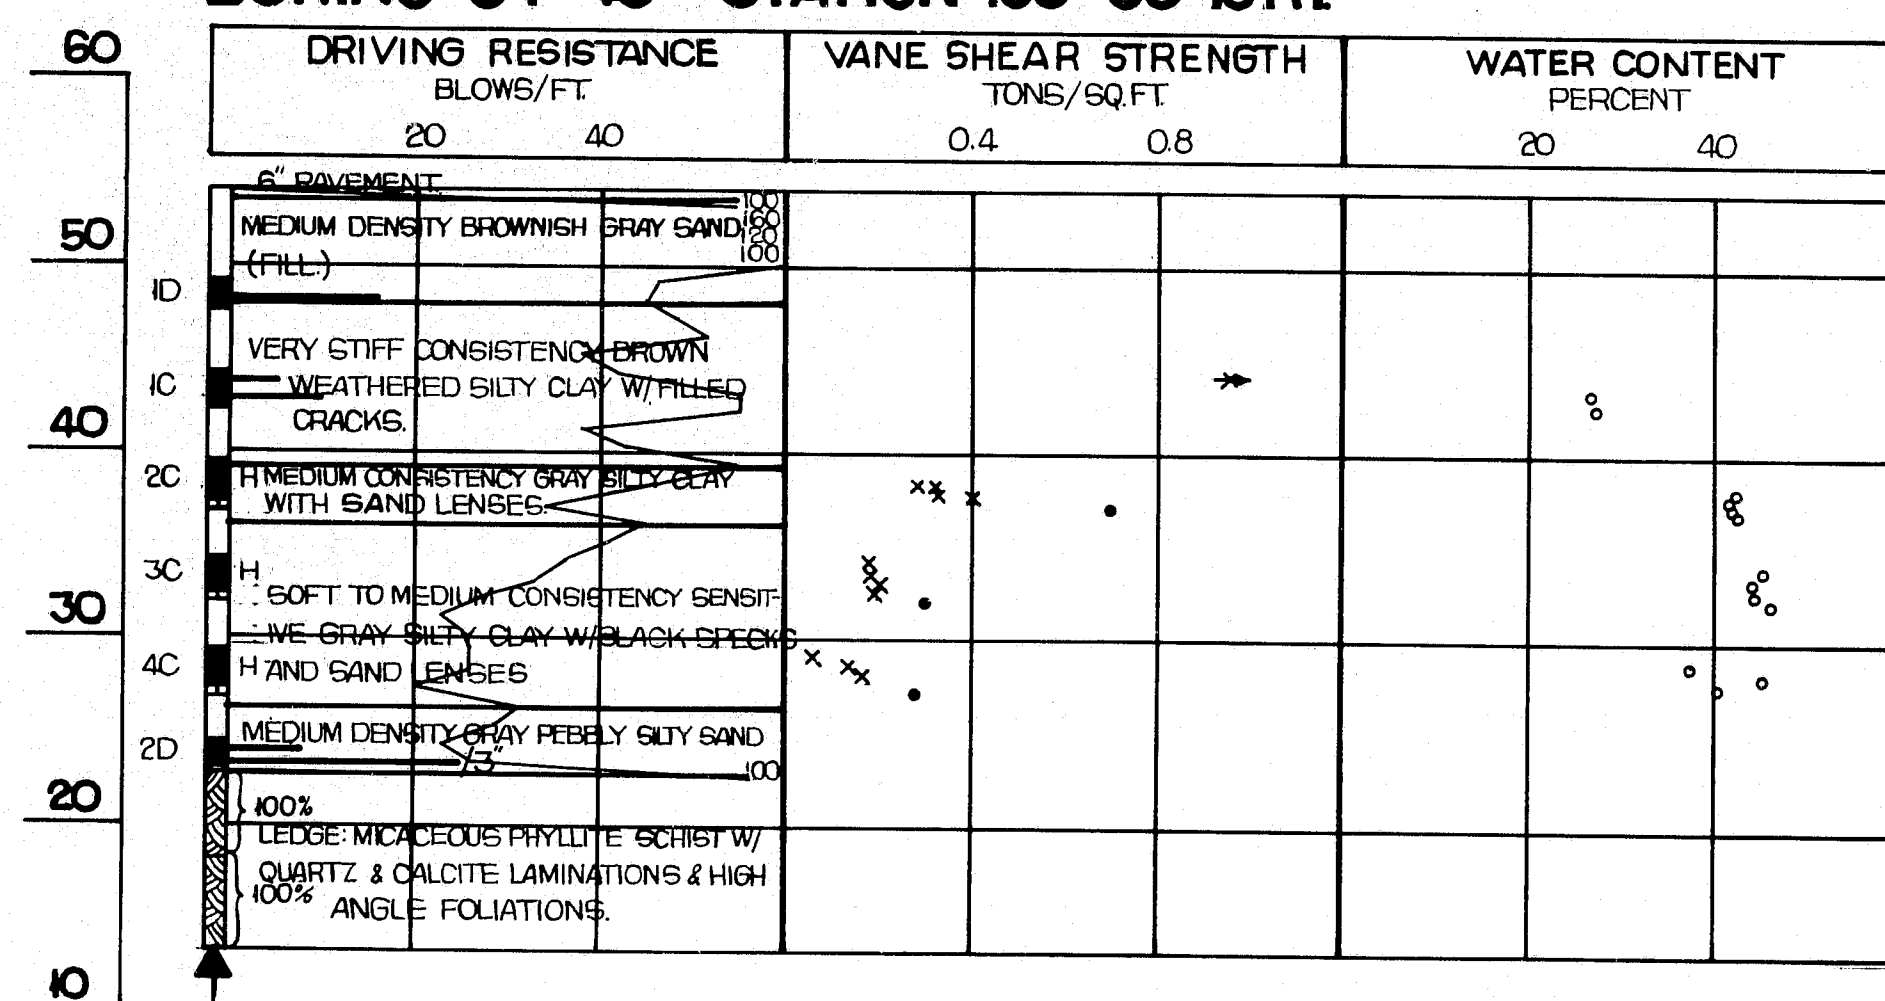 60
DRIVING RESISTANCE
BLOWS/FT.
20 40
VANE SHEAR STRENGTH
TONS/SQ.FT.
0.4 0.8
WATER CONTENT
PERCENT
20 40
6" PAVEMENT.
100
MEDIUM DENSITY BROWNISH GRAY SAND
160
120
50
(FILL.)
100
1D
VERY STIFF CONSISTENCY BROWN
1C
WEATHERED SILTY CLAY W/FILLED
CRACKS.
40
2C
H MEDIUM CONSISTENCY GRAY SILTY CLAY
WITH SAND LENSES.
3C
H
SOFT TO MEDIUM CONSISTENCY SENSIT-
30
IVE GRAY SILTY CLAY W/BLACK SPECKS
4C
H AND SAND LENSES
MEDIUM DENSITY GRAY PEBBLY SILTY SAND
2D
/3"
100
20
100%
LEDGE: MICACEOUS PHYLLITE SCHIST W/
QUARTZ & CALCITE LAMINATIONS & HIGH
100%
ANGLE FOLIATIONS.
10